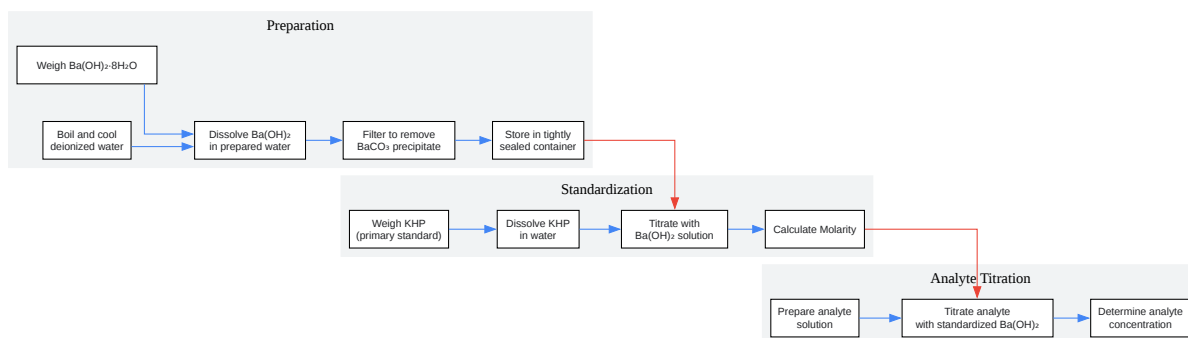 Preparation
Weigh Ba(OH)₂·8H₂O
Boil and cool
deionized water
Dissolve Ba(OH)₂
in prepared water
Filter to remove
BaCO₃ precipitate
Store in tightly
sealed container
Standardization
Weigh KHP
(primary standard)
Dissolve KHP
in water
Titrate with
Ba(OH)₂ solution
Calculate Molarity
Analyte Titration
Prepare analyte
solution
Titrate analyte
with standardized Ba(OH)₂
Determine analyte
concentration